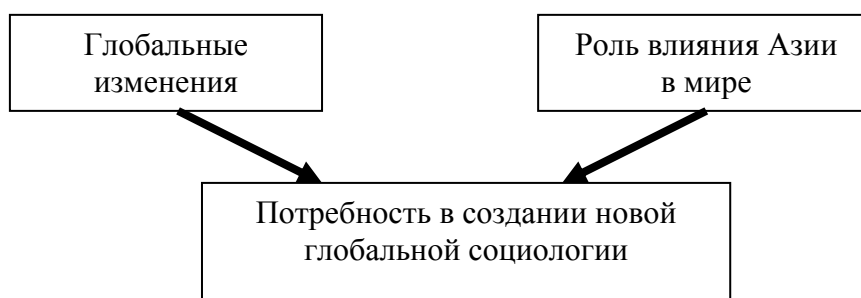 Глобальные
изменения
Роль влияния Азии
в мире
Потребность в создании новой
глобальной социологии